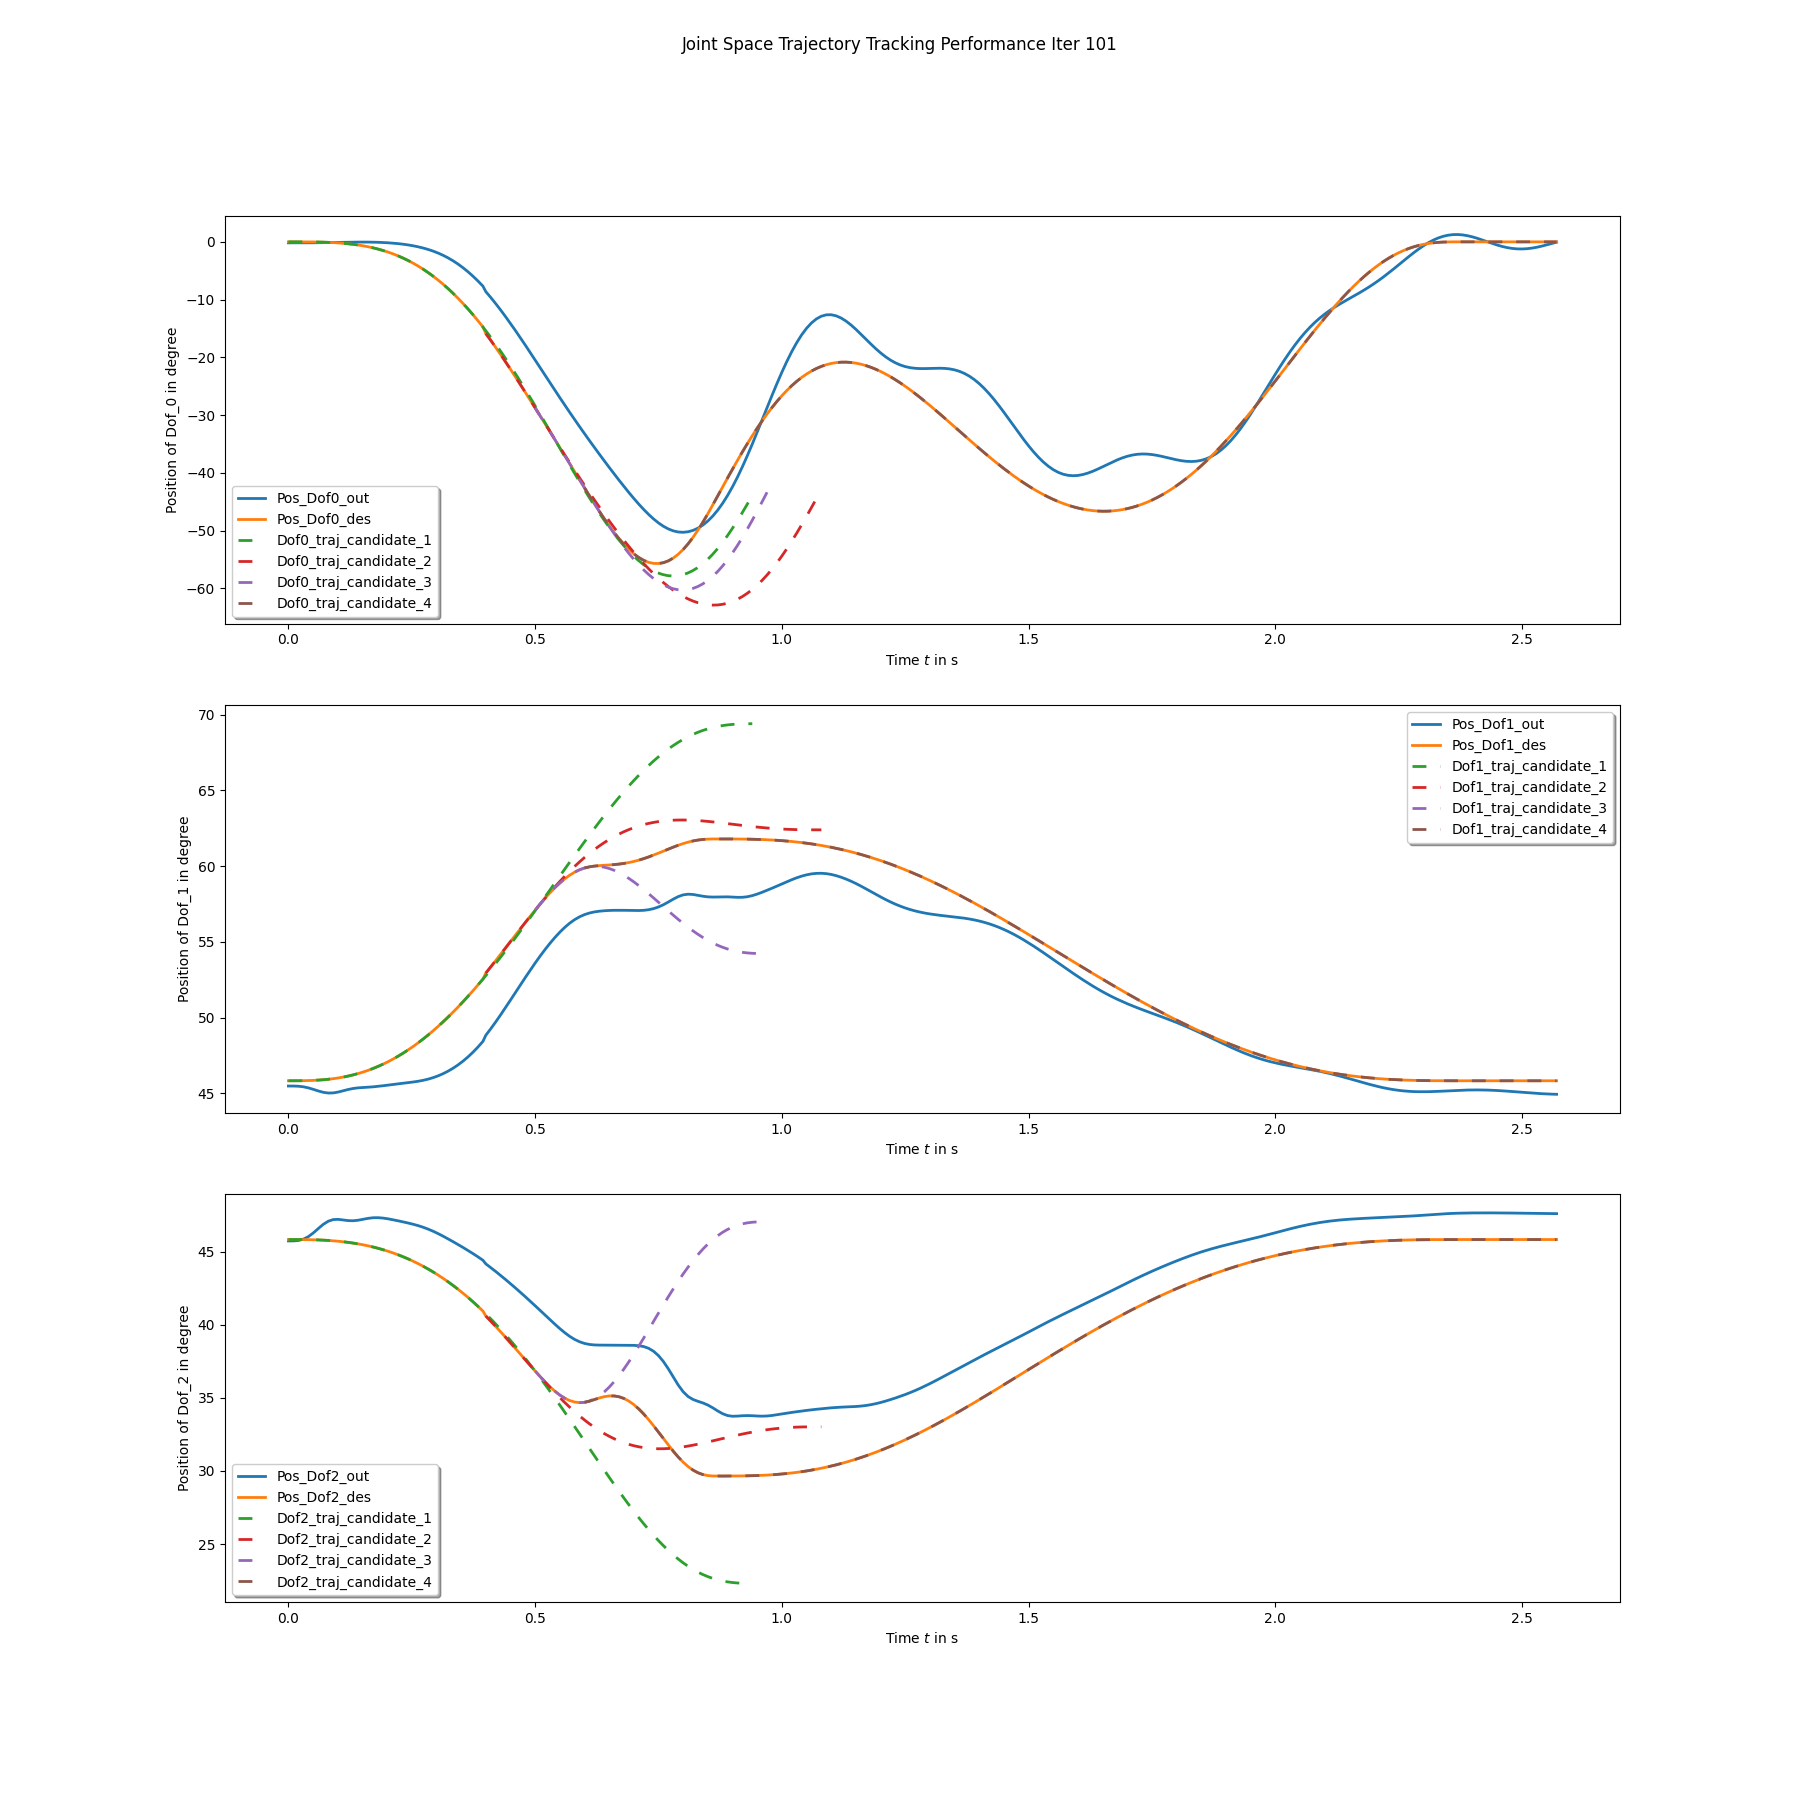 Joint Space Trajectory Tracking Performance Iter 101
Position of Dof_0 in degree
0
−10
−20
−30
−40
−50
−60
Pos_Dof0_out
Pos_Dof0_des
Dof0_traj_candidate_1
Dof0_traj_candidate_2
Dof0_traj_candidate_3
Dof0_traj_candidate_4
0.0 0.5 1.0 1.5 2.0 2.5
Time t in s
Position of Dof_1 in degree
70
65
60
55
50
45
Pos_Dof1_out
Pos_Dof1_des
Dof1_traj_candidate_1
Dof1_traj_candidate_2
Dof1_traj_candidate_3
Dof1_traj_candidate_4
0.0 0.5 1.0 1.5 2.0 2.5
Time t in s
Position of Dof_2 in degree
45
40
35
30
25
Pos_Dof2_out
Pos_Dof2_des
Dof2_traj_candidate_1
Dof2_traj_candidate_2
Dof2_traj_candidate_3
Dof2_traj_candidate_4
0.0 0.5 1.0 1.5 2.0 2.5
Time t in s